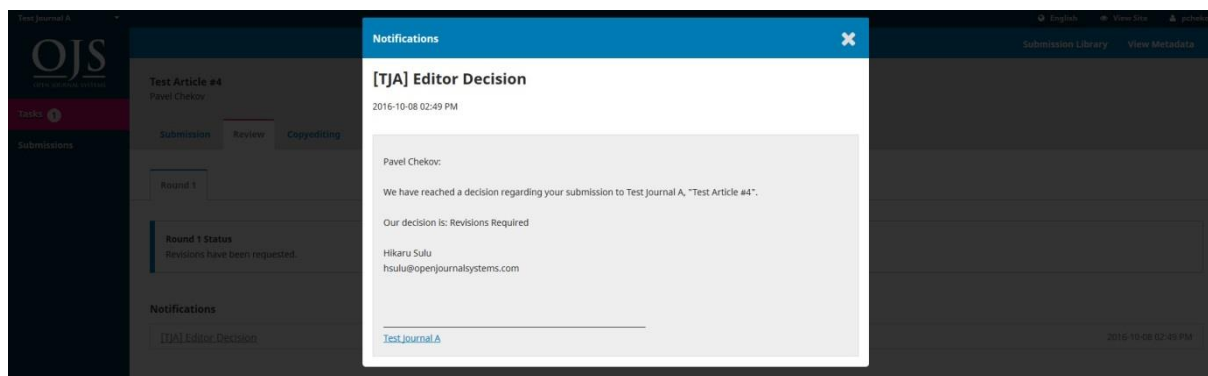 Test Journal A
English View Site pcheko
OJS
OPEN JOURNAL SYSTEMS
Submission Library View Metadata
Tasks 1
Submissions
Test Article #4
Pavel Chekov
Submission Review Copyediting
Round 1
Round 1 Status
Revisions have been requested.
Notifications
[TJA] Editor Decision 2016-10-08 02:49 PM
Notifications
[TJA] Editor Decision
2016-10-08 02:49 PM
Pavel Chekov:
We have reached a decision regarding your submission to Test Journal A, "Test Article #4".
Our decision is: Revisions Required
Hikaru Sulu
hsulu@openjournalsystems.com
Test Journal A